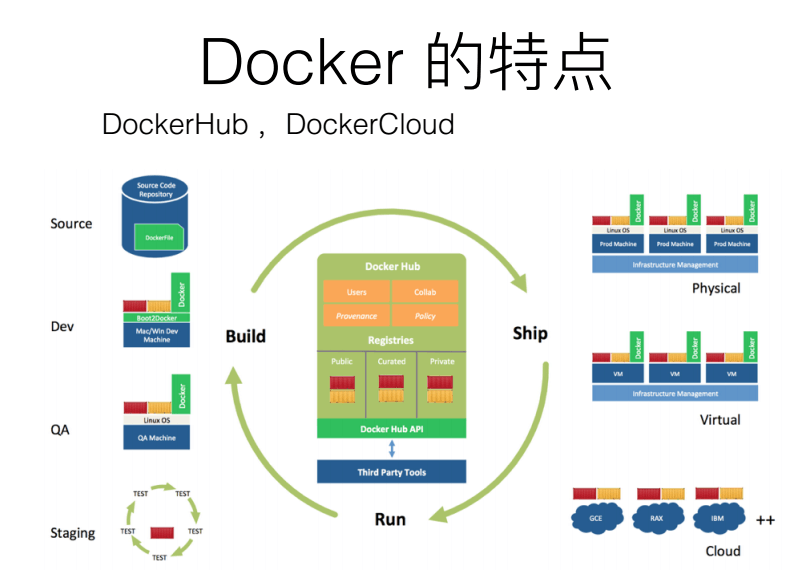 Docker 的特点
DockerHub ，DockerCloud
Source
Source Code
Repository
DockerFile
Dev
Docker
Boot2Docker
Mac/Win Dev
Machine
QA
Docker
Linux OS
QA Machine
Staging
TEST
TEST
TEST
TEST
TEST
Build
Ship
Run
Docker Hub
Users
Collab
Provenance
Policy
Registries
Public
Curated
Private
Docker Hub API
Third Party Tools
Docker
Docker
Docker
Linux OS
Linux OS
Linux OS
Prod Machine
Prod Machine
Prod Machine
Infrastructure Management
Physical
Docker
Docker
Docker
VM
VM
VM
Infrastructure Management
Virtual
GCE
RAX
IBM
++
Cloud